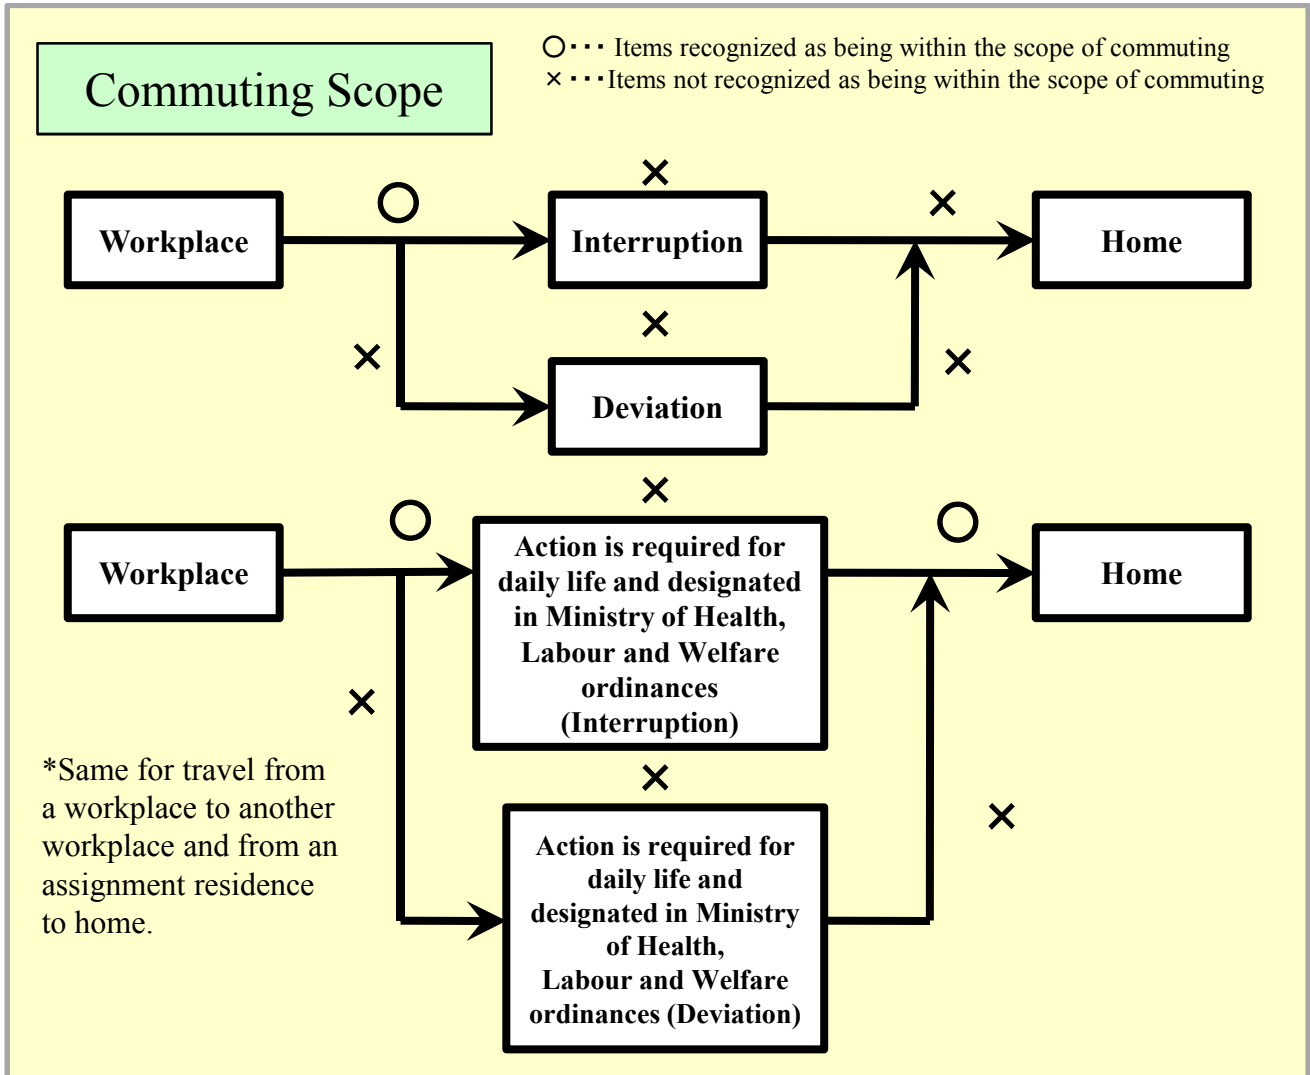 Commuting Scope
○･･･ Items recognized as being within the scope of commuting
×･･･Items not recognized as being within the scope of commuting
○
×
×
Workplace
Interruption
Home
×
×
×
Deviation
×
○
○
Workplace
Action is required for
daily life and designated
in Ministry of Health,
Labour and Welfare
ordinances
(Interruption)
Home
×
*Same for travel from
a workplace to another
workplace and from an
assignment residence
to home.
×
×
Action is required for
daily life and
designated in Ministry
of Health,
Labour and Welfare
ordinances (Deviation)